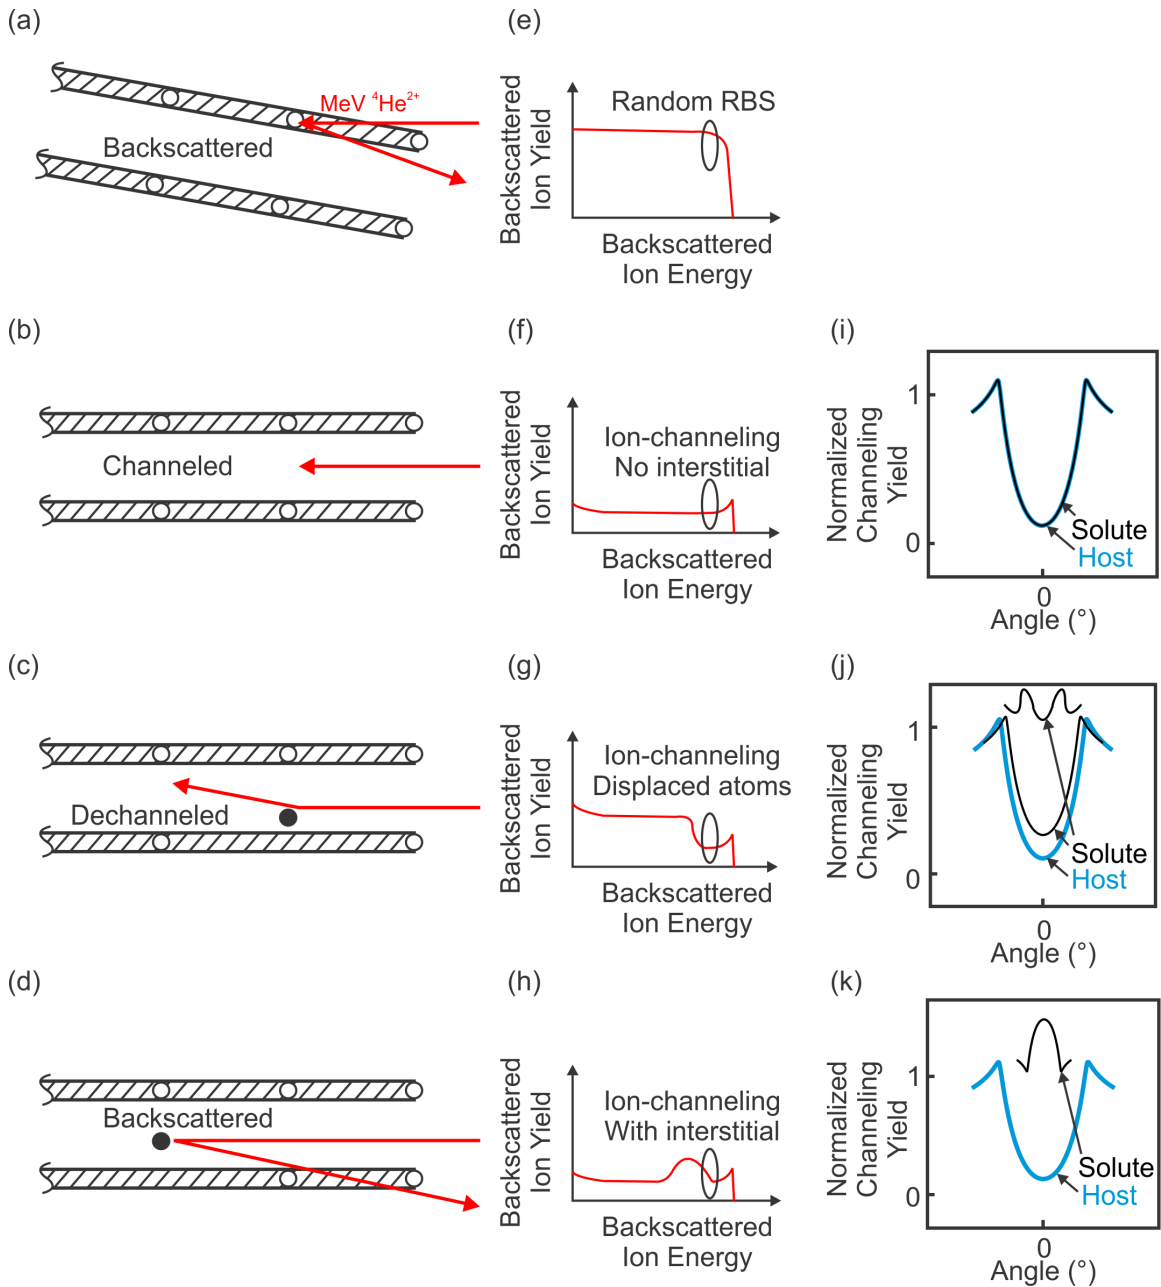 (a)
MeV ⁴He²⁺
Backscattered
(e)
Backscattered
Ion Yield
Random RBS
Backscattered
Ion Energy
(b)
Channeled
(f)
Backscattered
Ion Yield
Ion-channeling
No interstitial
Backscattered
Ion Energy
(i)
Normalized
Channeling
Yield
1
0
Solute
Host
0
Angle (°)
(c)
Dechanneled
(g)
Backscattered
Ion Yield
Ion-channeling
Displaced atoms
Backscattered
Ion Energy
(j)
Normalized
Channeling
Yield
1
0
Solute
Host
0
Angle (°)
(d)
Backscattered
(h)
Backscattered
Ion Yield
Ion-channeling
With interstitial
Backscattered
Ion Energy
(k)
Normalized
Channeling
Yield
1
0
Solute
Host
0
Angle (°)